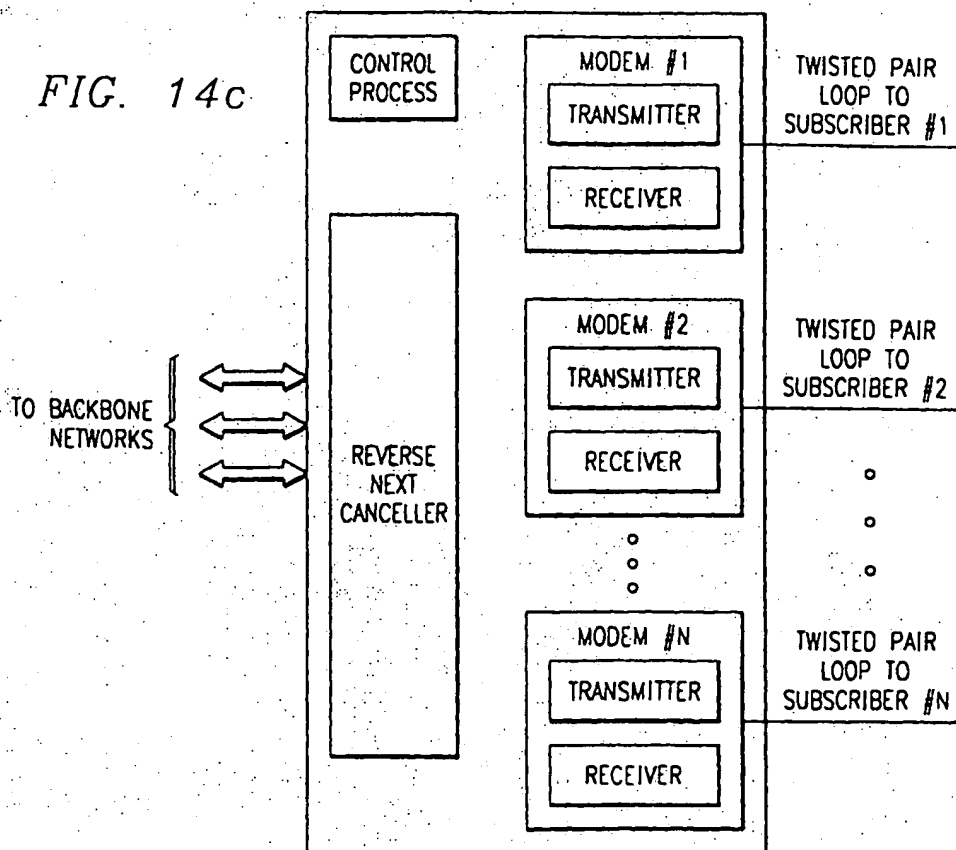 FIG. 14c
CONTROL
PROCESS
MODEM #1
TRANSMITTER
RECEIVER
TWISTED PAIR
LOOP TO
SUBSCRIBER #1
MODEM #2
TRANSMITTER
RECEIVER
TWISTED PAIR
LOOP TO
SUBSCRIBER #2
TO BACKBONE
NETWORKS
REVERSE
NEXT
CANCELLER
MODEM #N
TRANSMITTER
RECEIVER
TWISTED PAIR
LOOP TO
SUBSCRIBER #N